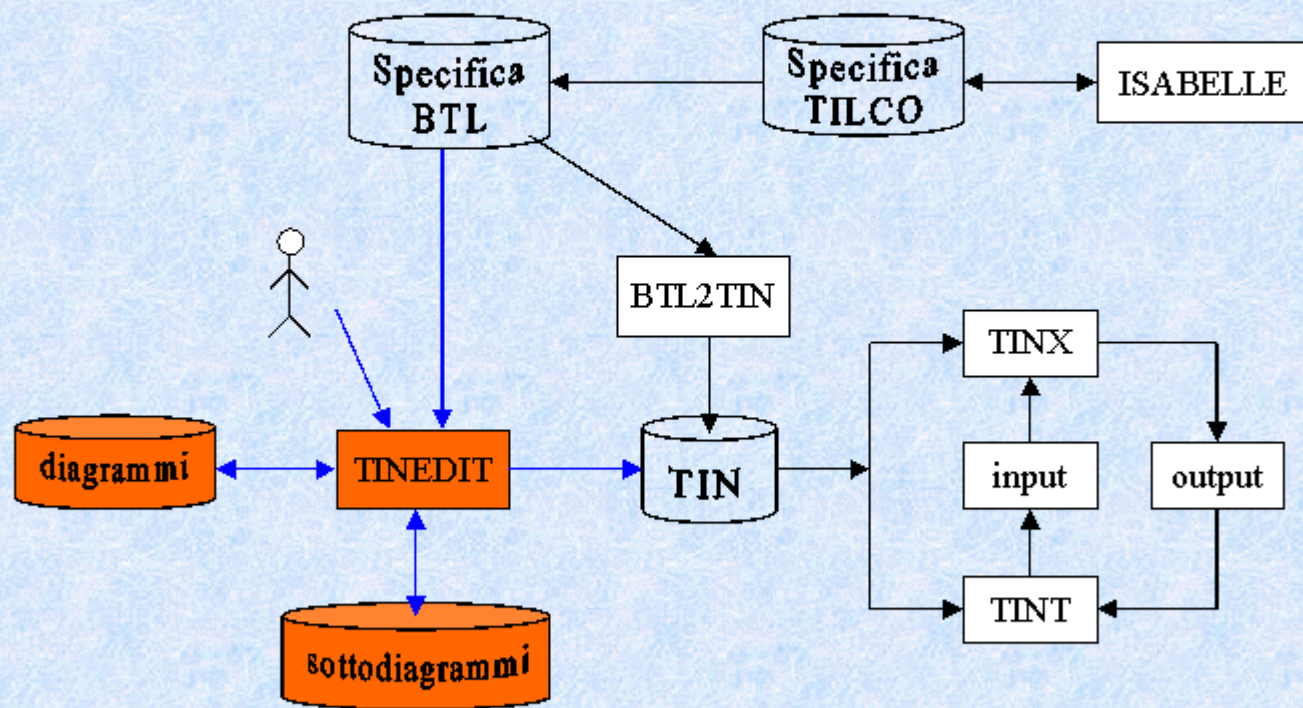 Specifica
BTL
Specifica
TILCO
ISABELLE
BTL2TIN
TINX
diagrammi
TINEDIT
TIN
input
output
TINT
sottodiagrammi